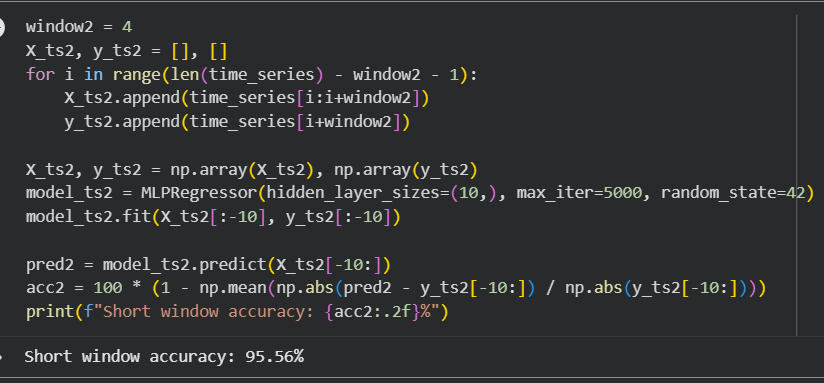 window2 = 4
X_ts2, y_ts2 = [], []
for i in range(len(time_series) - window2 - 1):
    X_ts2.append(time_series[i:i+window2])
    y_ts2.append(time_series[i+window2])

X_ts2, y_ts2 = np.array(X_ts2), np.array(y_ts2)
model_ts2 = MLPRegressor(hidden_layer_sizes=(10,), max_iter=5000, random_state=42)
model_ts2.fit(X_ts2[:-10], y_ts2[:-10])

pred2 = model_ts2.predict(X_ts2[-10:])
acc2 = 100 * (1 - np.mean(np.abs(pred2 - y_ts2[-10:]) / np.abs(y_ts2[-10:])))
print(f"Short window accuracy: {acc2:.2f}%")
Short window accuracy: 95.56%